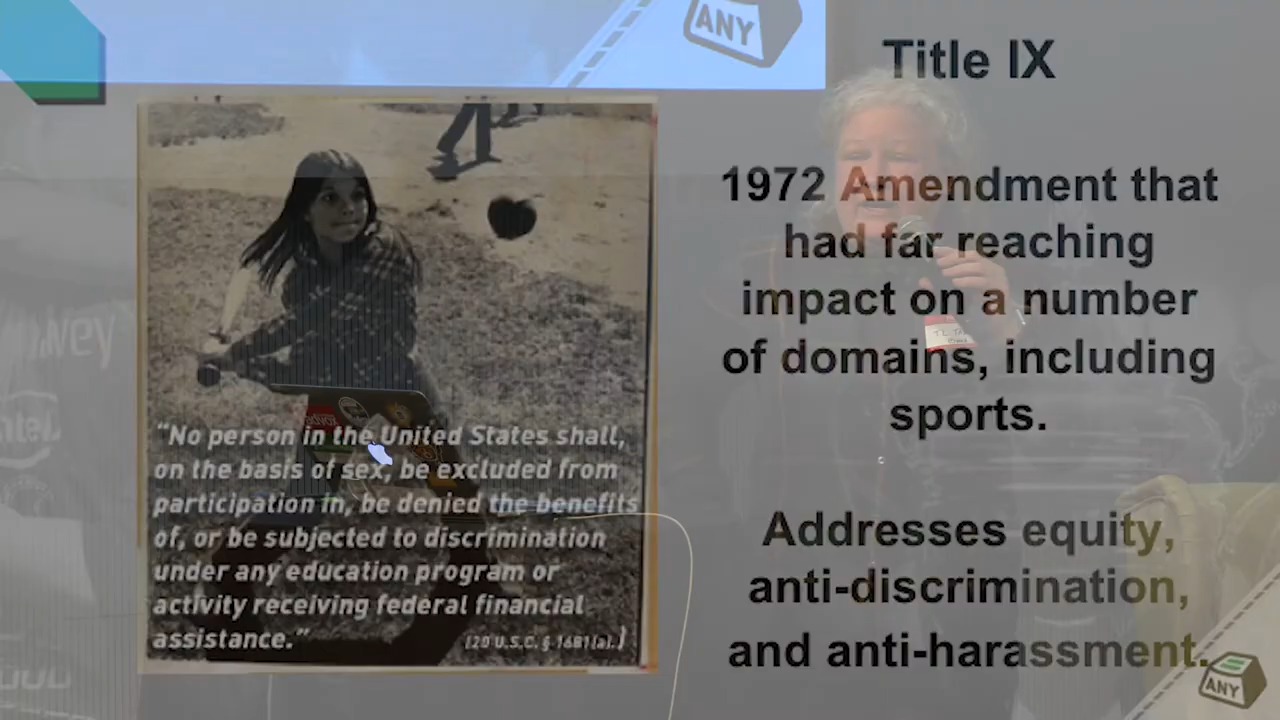 ANY
Title IX
1972 Amendment that
had far reaching
impact on a number
of domains, including
sports.
Addresses equity,
anti-discrimination,
and anti-harassment.
“No person in the United States shall,
on the basis of sex, be excluded from
participation in, be denied the benefits
of, or be subjected to discrimination
under any education program or
activity receiving federal financial
assistance.”
(20 U.S.C. § 1681(a).)
ANY